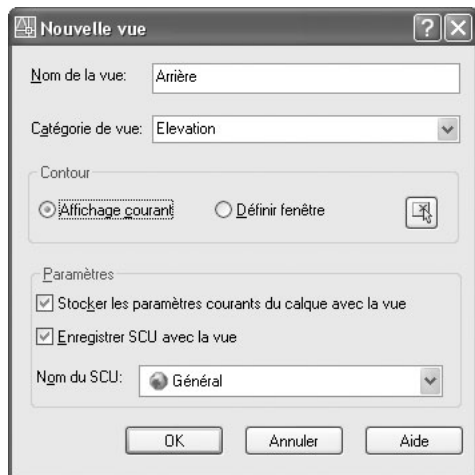 Nouvelle vue
Nom de la vue: Arrière
Catégorie de vue: Elevation
Contour
Affichage courant Définir fenêtre
Paramètres
Stocker les paramètres courants du calque avec la vue
Enregistrer SCU avec la vue
Nom du SCU: Général
OK Annuler Aide